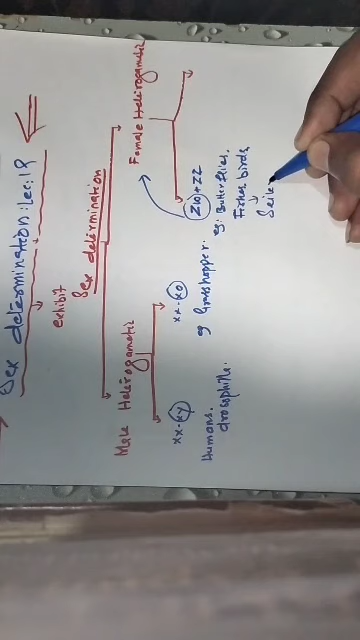 Sex determination: Lec: 19
exhibit
Sex determination
Male Heterogametic
Female Heterogametic
xx-xy
xx-xo
ZW + ZZ
Humans.
drosophila.
eg Grasshopper.
eg: Butterflies.
Fishes birds